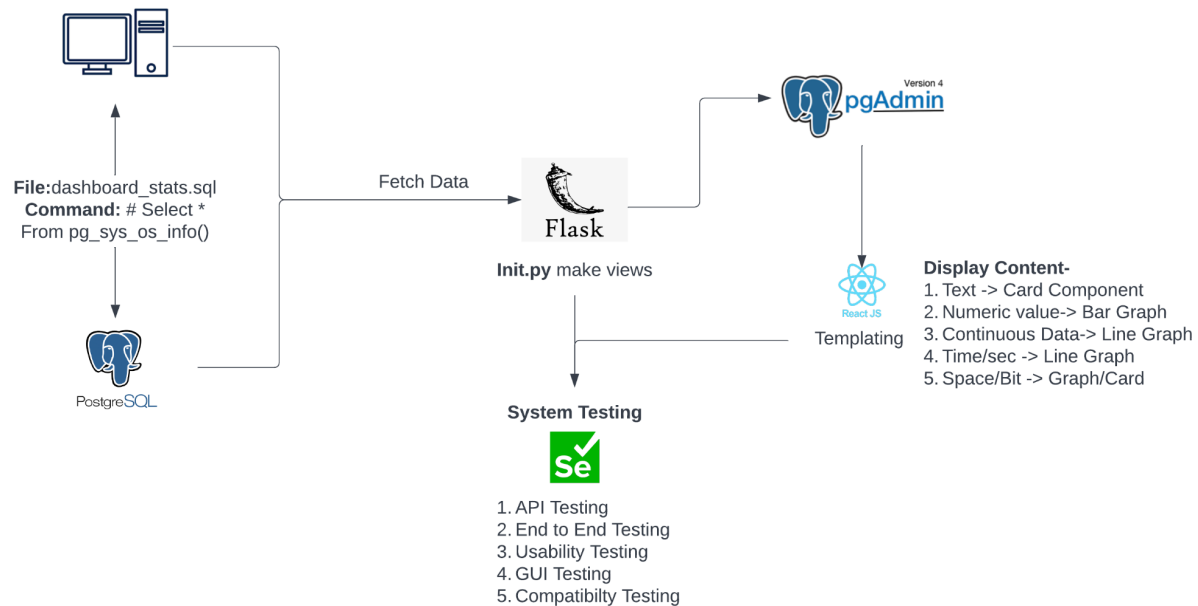 Version 4
pgAdmin
File:dashboard_stats.sql
Command: # Select *
From pg_sys_os_info()
Fetch Data
Flask
Init.py make views
PostgreSQL
React JS
Templating
Display Content-
1. Text -> Card Component
2. Numeric value-> Bar Graph
3. Continuous Data-> Line Graph
4. Time/sec -> Line Graph
5. Space/Bit -> Graph/Card
System Testing
Se
1. API Testing
2. End to End Testing
3. Usability Testing
4. GUI Testing
5. Compatibilty Testing